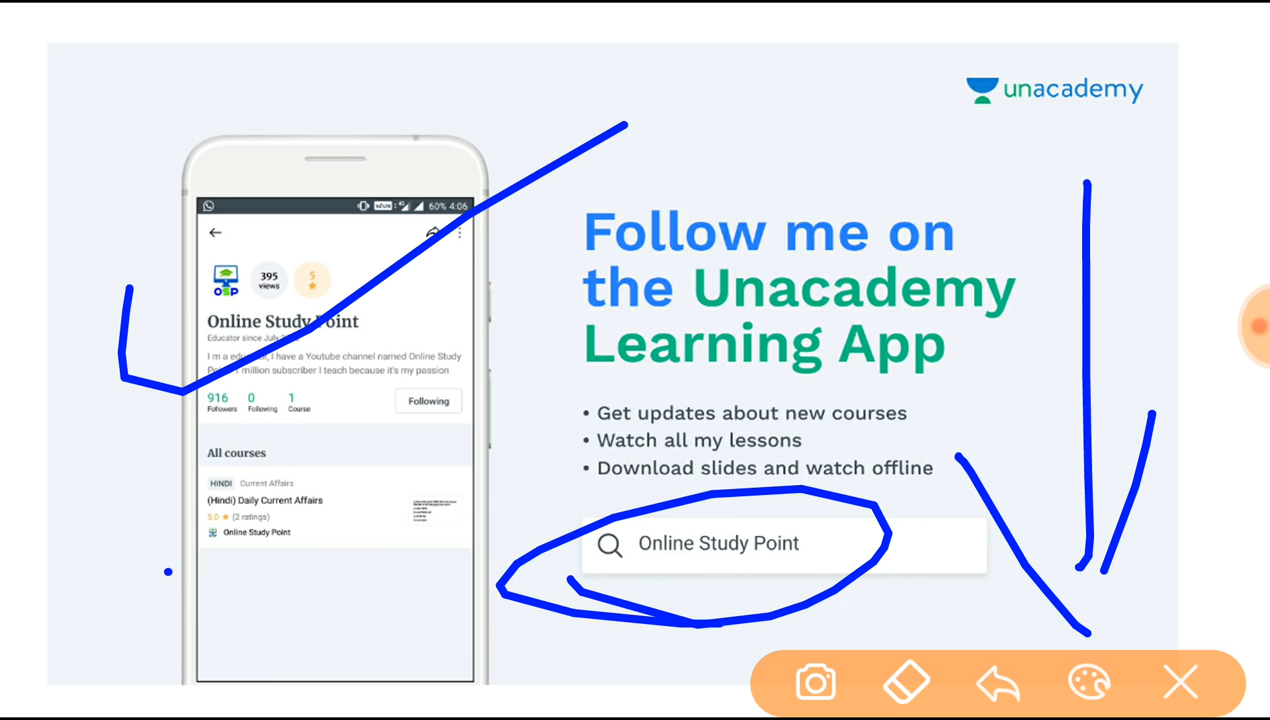 unacademy
60% 4:06
OSP
395
views
5
Online Study Point
Educator since July
I m a educator, I have a Youtube channel named Online Study
million subscriber I teach because it's my passion
916 0 1
Followers Following Course
Following
All courses
HINDI Current Affairs
(Hindi) Daily Current Affairs
5.0 ★ (2 ratings)
Online Study Point
Follow me on
the Unacademy
Learning App
• Get updates about new courses
• Watch all my lessons
• Download slides and watch offline
Online Study Point